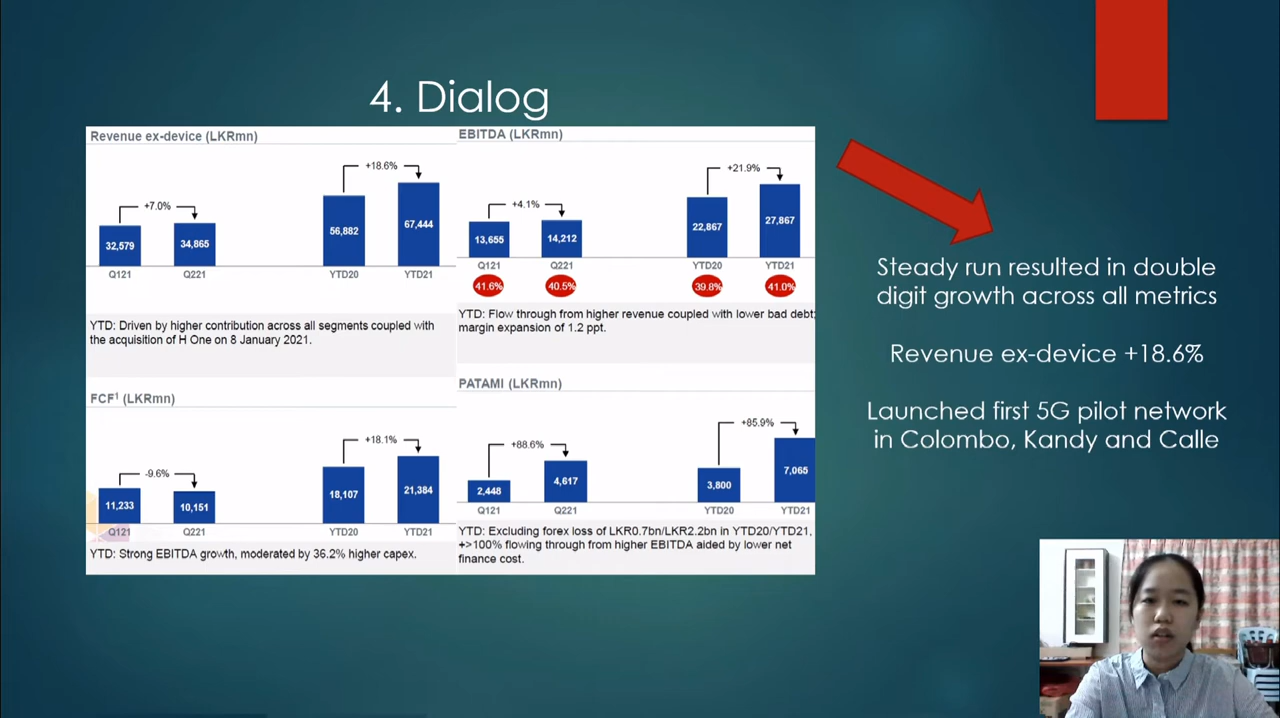 4. Dialog
Revenue ex-device (LKRmn)
+7.0%
+18.6%
32,579
34,865
56,882
67,444
Q121
Q221
YTD20
YTD21
YTD: Driven by higher contribution across all segments coupled with
the acquisition of H One on 8 January 2021.
EBITDA (LKRmn)
+4.1%
+21.9%
13,655
14,212
22,867
27,867
Q121
Q221
YTD20
YTD21
41.6%
40.5%
39.8%
41.0%
YTD: Flow through from higher revenue coupled with lower bad debt;
margin expansion of 1.2 ppt.
FCF¹ (LKRmn)
-9.6%
+18.1%
11,233
10,151
18,107
21,384
Q121
Q221
YTD20
YTD21
YTD: Strong EBITDA growth, moderated by 36.2% higher capex.
PATAMI (LKRmn)
+88.6%
+85.9%
2,448
4,617
3,800
7,065
Q121
Q221
YTD20
YTD21
YTD: Excluding forex loss of LKR0.7bn/LKR2.2bn in YTD20/YTD21,
+>100% flowing through from higher EBITDA aided by lower net
finance cost.
Steady run resulted in double
digit growth across all metrics
Revenue ex-device +18.6%
Launched first 5G pilot network
in Colombo, Kandy and Calle